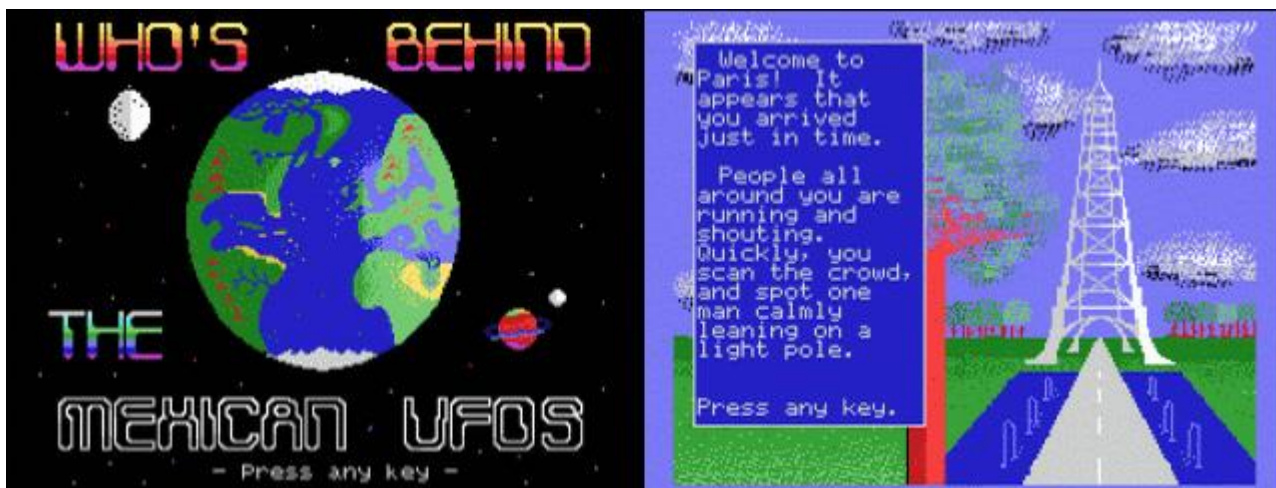 WHO'S BEHIND
THE
MEXICAN UFOS
- Press any key -
Welcome to
Paris! It
appears that
you arrived
just in time.
People all
around you are
running and
shouting.
Quickly, you
scan the crowd,
and spot one
man calmly
leaning on a
light pole.
Press any key.